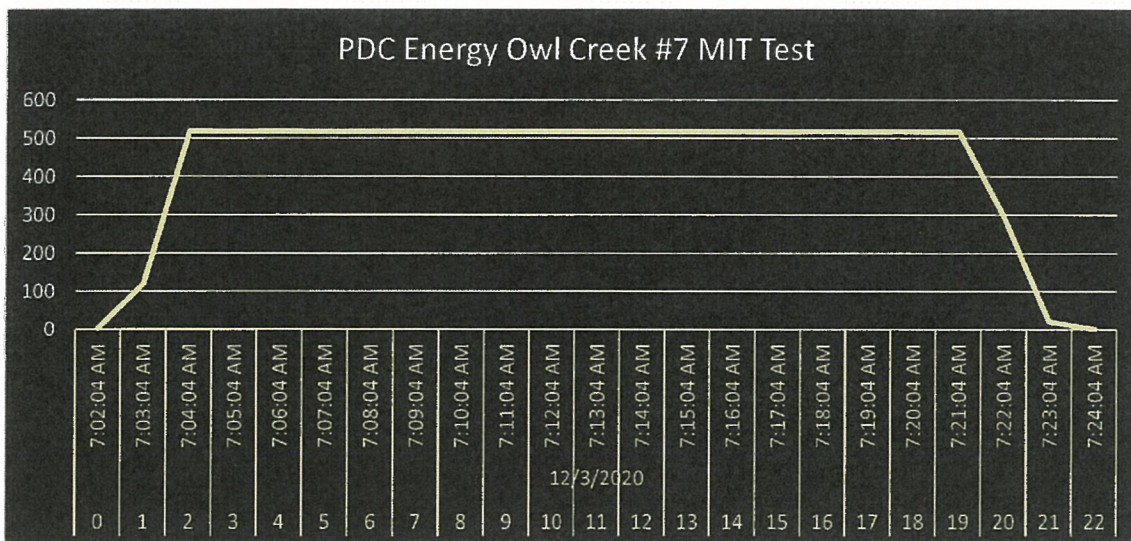 PDC Energy Owl Creek #7 MIT Test
600
500
400
300
200
100
0
7:02:04 AM
7:03:04 AM
7:04:04 AM
7:05:04 AM
7:06:04 AM
7:07:04 AM
7:08:04 AM
7:09:04 AM
7:10:04 AM
7:11:04 AM
7:12:04 AM
7:13:04 AM
7:14:04 AM
7:15:04 AM
7:16:04 AM
7:17:04 AM
7:18:04 AM
7:19:04 AM
7:20:04 AM
7:21:04 AM
7:22:04 AM
7:23:04 AM
7:24:04 AM
12/3/2020
0 1 2 3 4 5 6 7 8 9 10 11 12 13 14 15 16 17 18 19 20 21 22